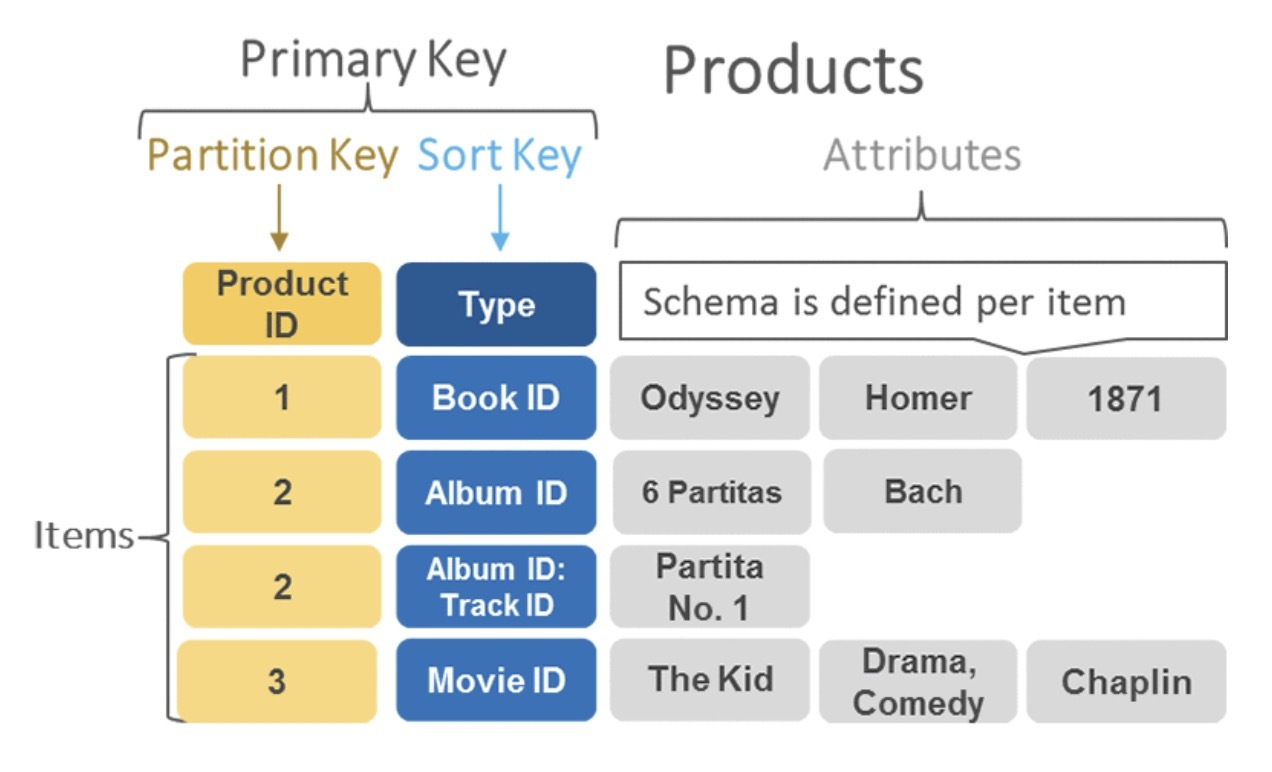 Primary Key
Products
Partition Key
Sort Key
Attributes
Product
ID
Type
Schema is defined per item
Items
1
Book ID
Odyssey
Homer
1871
2
Album ID
6 Partitas
Bach
2
Album ID:
Track ID
Partita
No. 1
3
Movie ID
The Kid
Drama,
Comedy
Chaplin